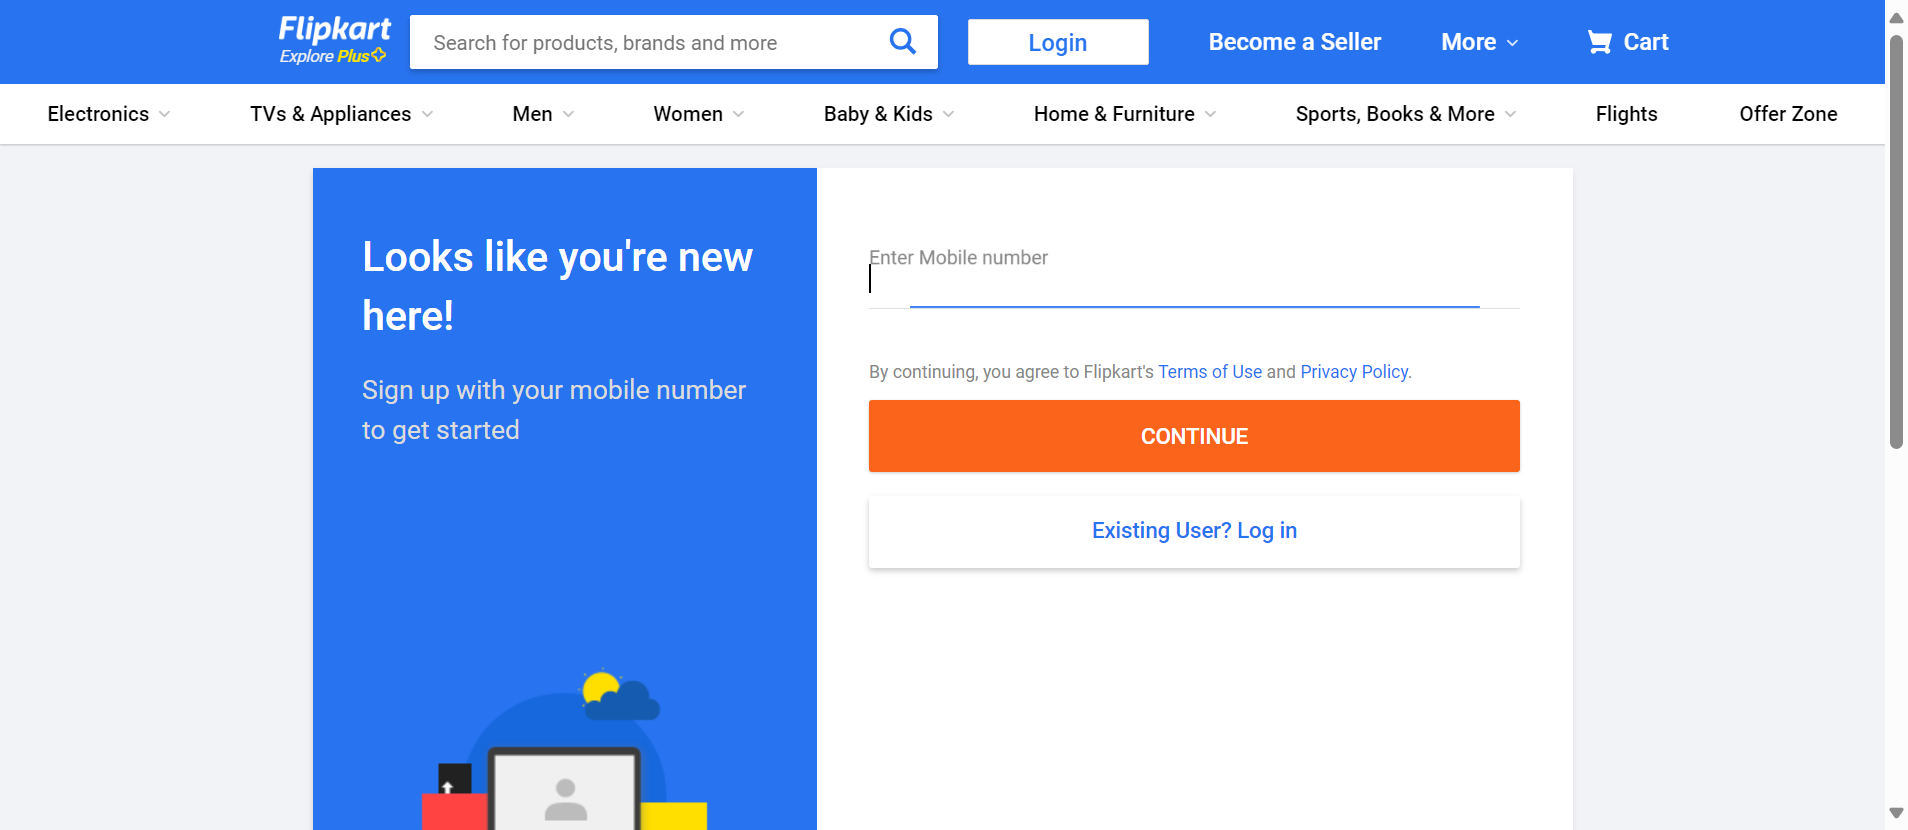 Flipkart
Explore Plus
Search for products, brands and more
Login
Become a Seller
More
Cart
Electronics
TVs & Appliances
Men
Women
Baby & Kids
Home & Furniture
Sports, Books & More
Flights
Offer Zone
Looks like you're new
here!
Sign up with your mobile number
to get started
Enter Mobile number
By continuing, you agree to Flipkart's Terms of Use and Privacy Policy.
CONTINUE
Existing User? Log in